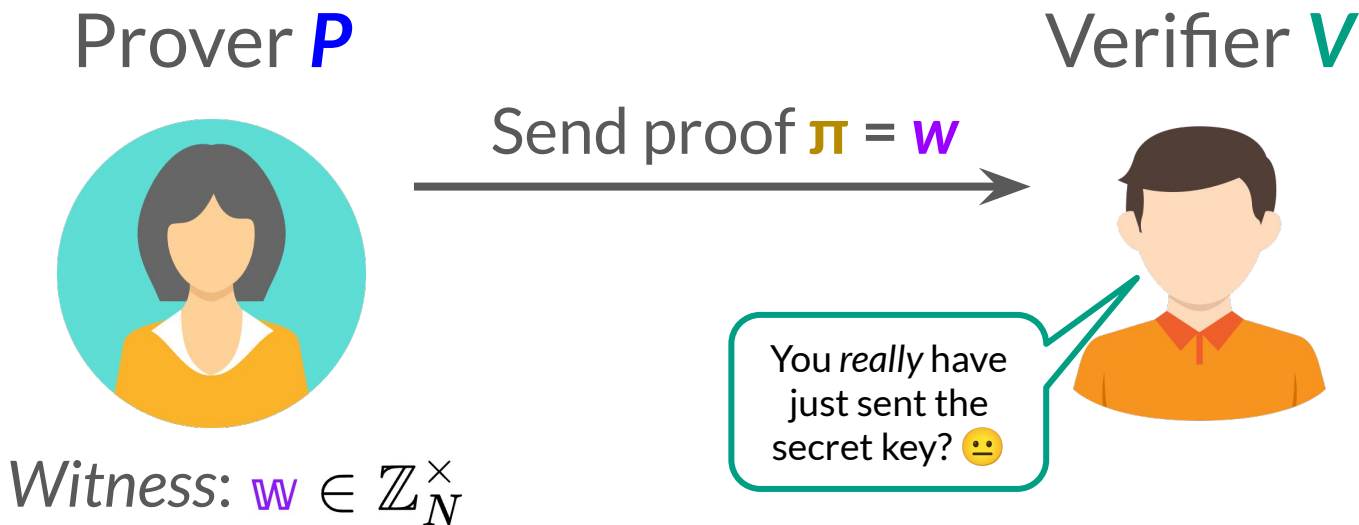 Prover P
Verifier V
Send proof π = w
You really have
just sent the
secret key? 😐
Witness: 𝕨 ∈ ℤ_N^×